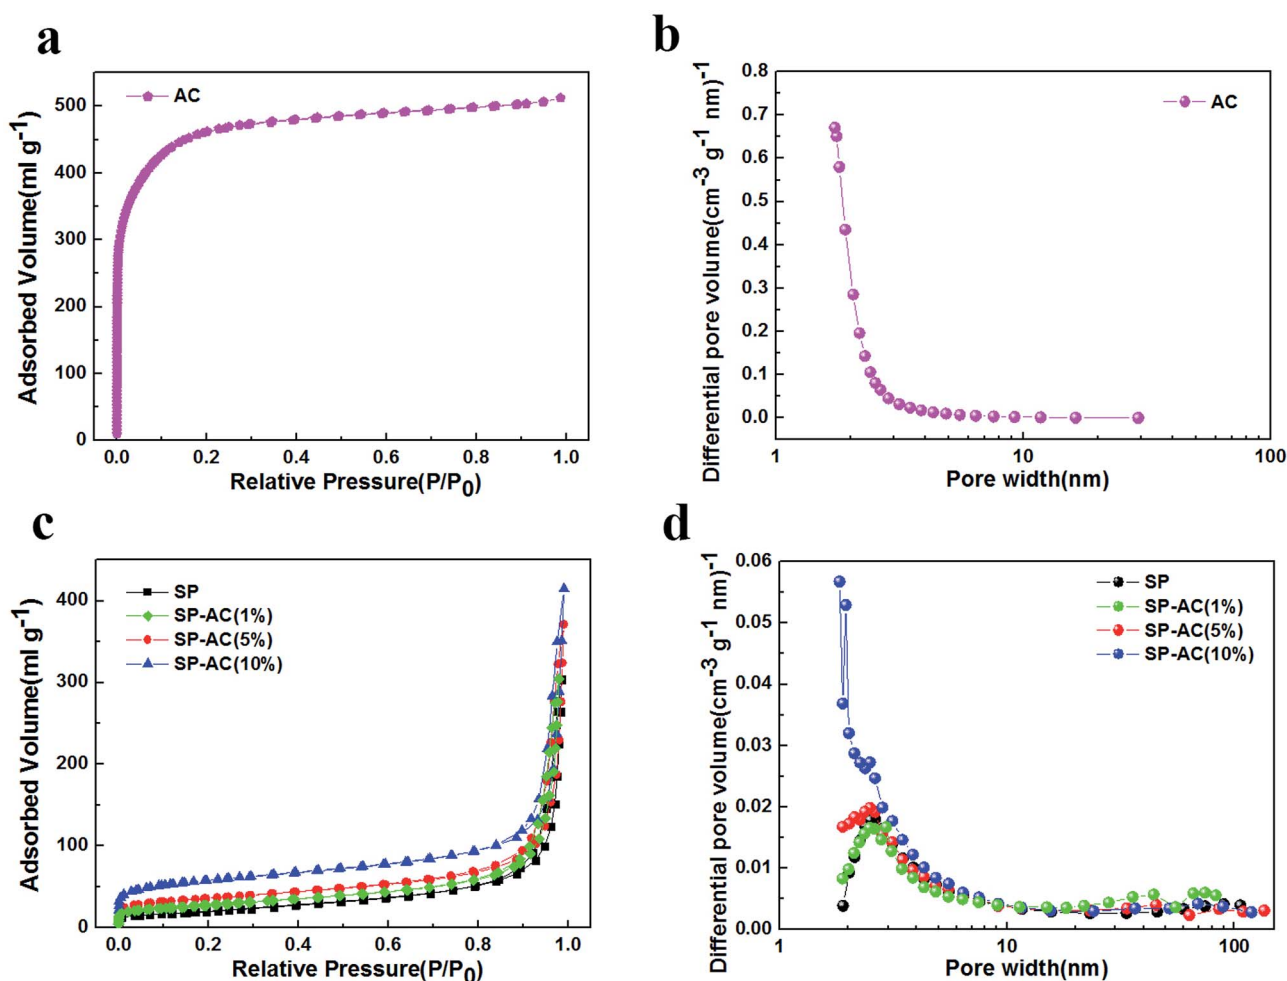 a
AC
500
400
300
200
100
0
0.0 0.2 0.4 0.6 0.8 1.0
Adsorbed Volume(ml g-1)
Relative Pressure(P/P0)
b
AC
0.8
0.7
0.6
0.5
0.4
0.3
0.2
0.1
0.0
1 10 100
Differential pore volume(cm-3 g-1 nm)-1
Pore width(nm)
c
SP
SP-AC(1%)
SP-AC(5%)
SP-AC(10%)
400
300
200
100
0
0.0 0.2 0.4 0.6 0.8 1.0
Adsorbed Volume(ml g-1)
Relative Pressure(P/P0)
d
SP
SP-AC(1%)
SP-AC(5%)
SP-AC(10%)
0.06
0.05
0.04
0.03
0.02
0.01
0.00
1 10 100
Differential pore volume(cm-3 g-1 nm)-1
Pore width(nm)